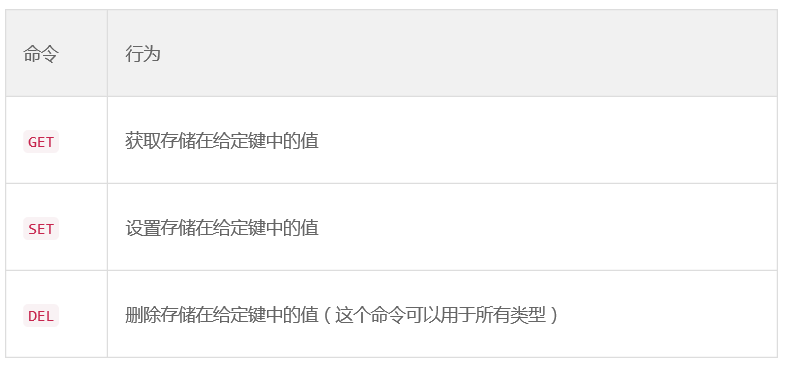 命令 行为
GET 获取存储在给定键中的值
SET 设置存储在给定键中的值
DEL 删除存储在给定键中的值（这个命令可以用于所有类型）